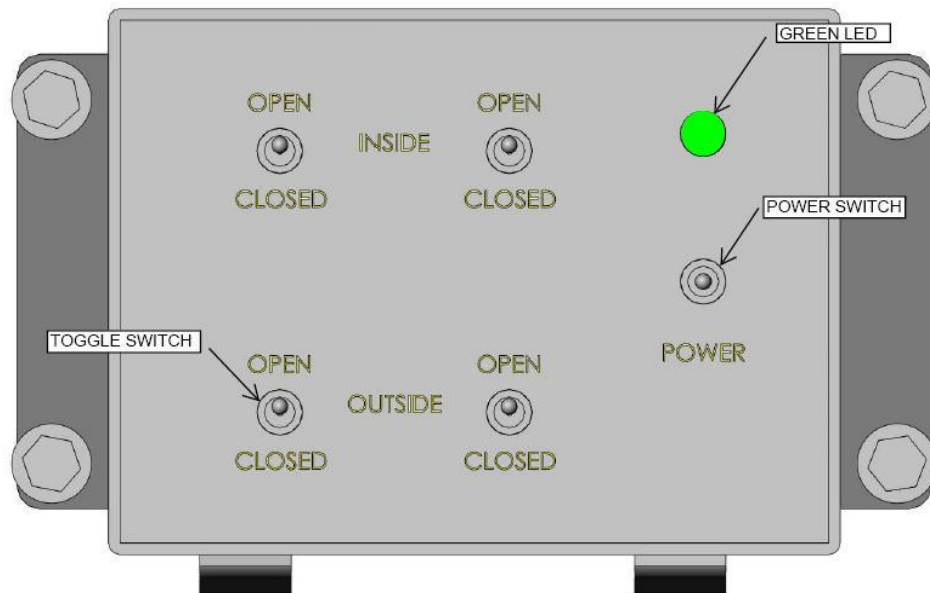 GREEN LED
OPEN OPEN
INSIDE
CLOSED CLOSED
POWER SWITCH
TOGGLE SWITCH
OPEN OPEN
POWER
OUTSIDE
CLOSED CLOSED